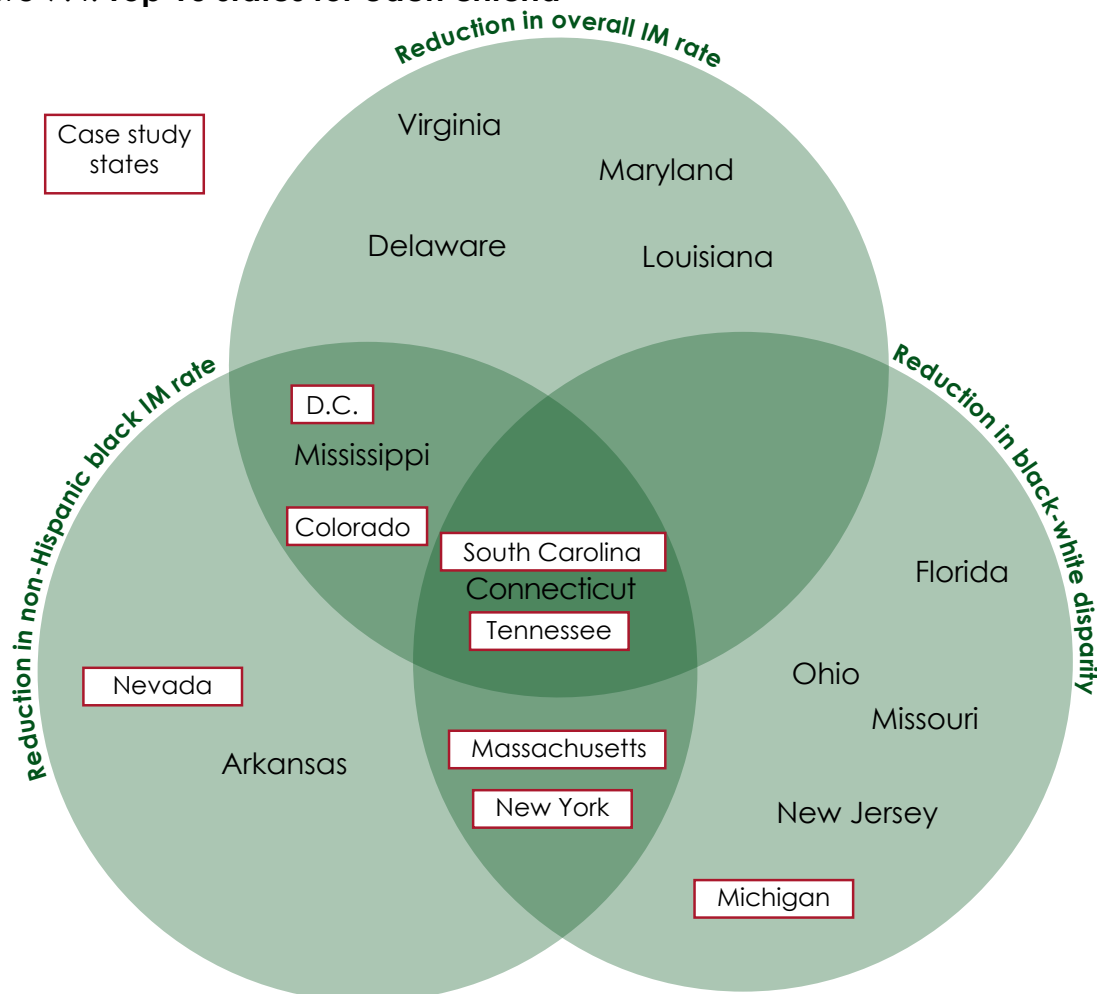 Reduction in overall IM rate
Case study
states
Virginia
Maryland
Delaware
Louisiana
Reduction in non-Hispanic black IM rate
Reduction in black-white disparity
D.C.
Mississippi
Colorado
South Carolina
Connecticut
Tennessee
Florida
Ohio
Missouri
Nevada
Arkansas
Massachusetts
New York
New Jersey
Michigan